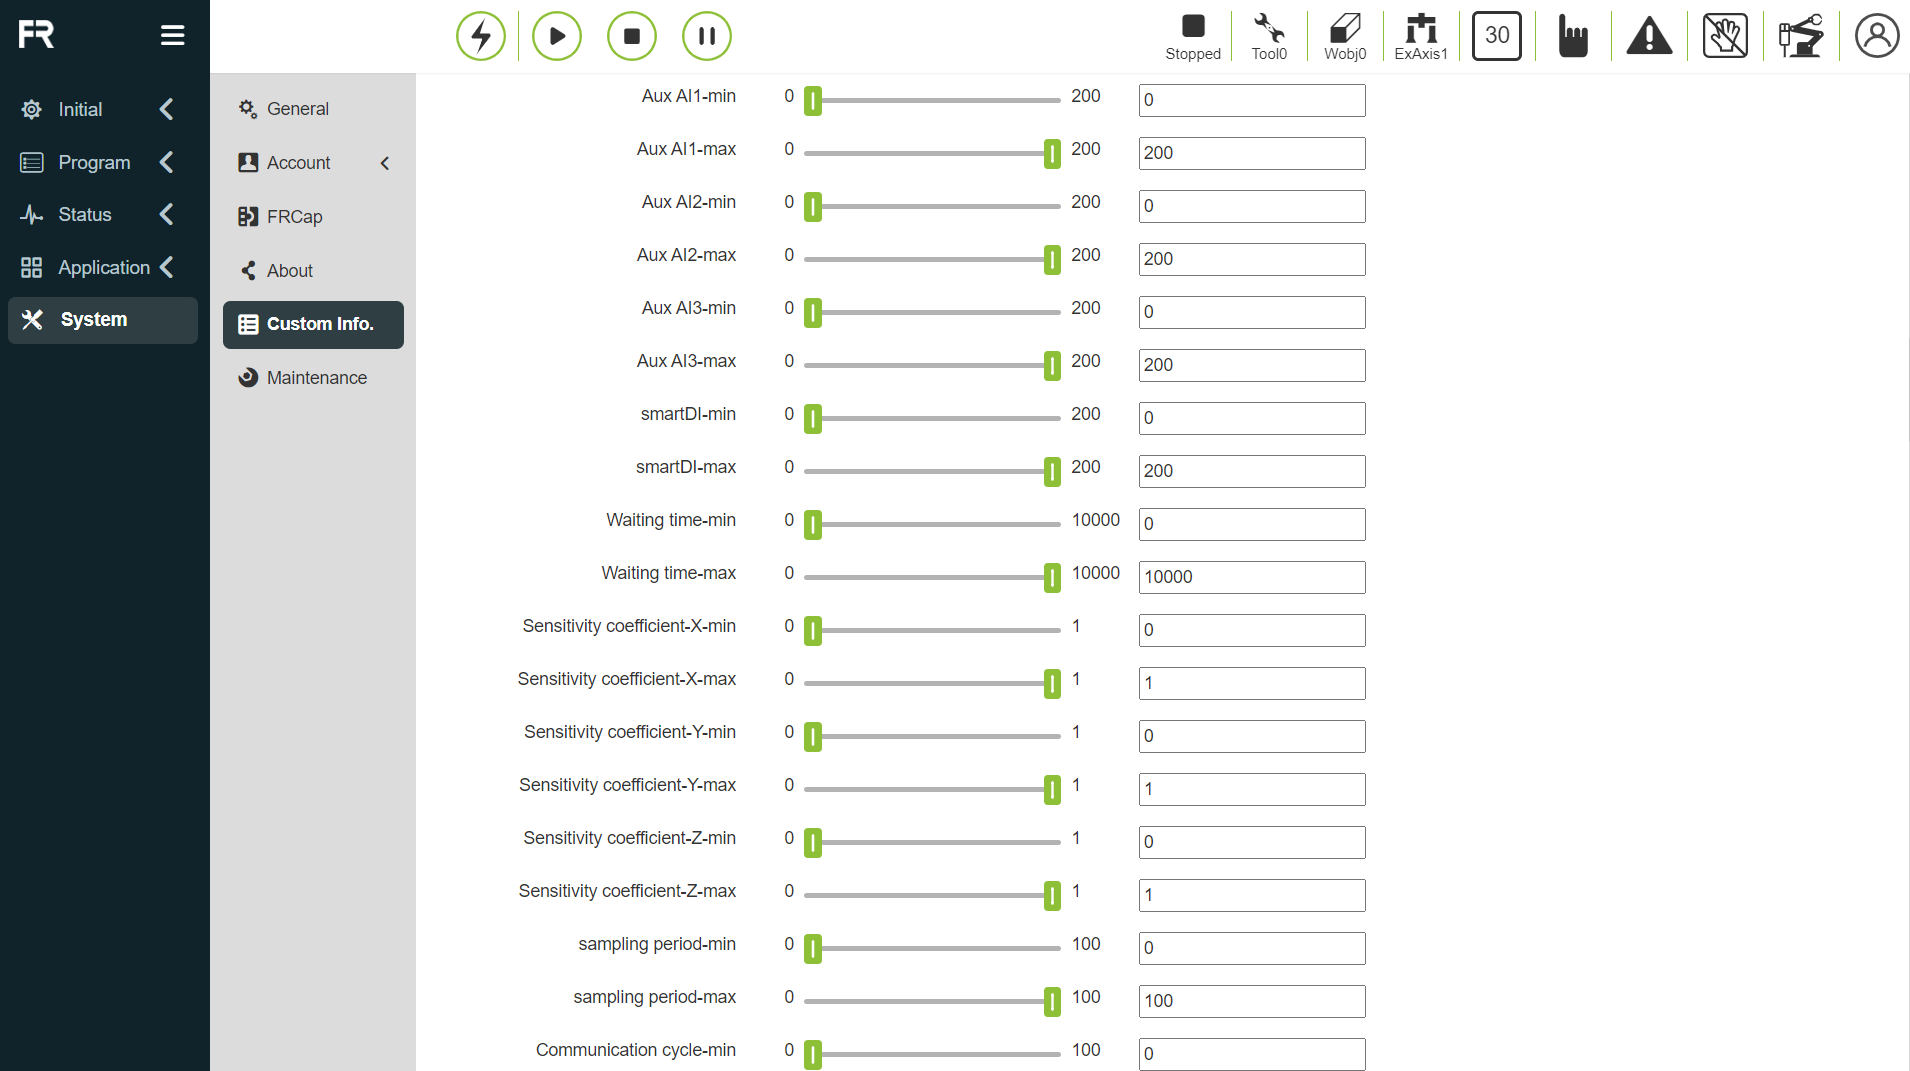 FR
Stopped
Tool0
Wobj0
ExAxis1
30
Initial
Program
Status
Application
System
General
Account
FRCap
About
Custom Info.
Maintenance
Aux AI1-min 0 200 0
Aux AI1-max 0 200 200
Aux AI2-min 0 200 0
Aux AI2-max 0 200 200
Aux AI3-min 0 200 0
Aux AI3-max 0 200 200
smartDI-min 0 200 0
smartDI-max 0 200 200
Waiting time-min 0 10000 0
Waiting time-max 0 10000 10000
Sensitivity coefficient-X-min 0 1 0
Sensitivity coefficient-X-max 0 1 1
Sensitivity coefficient-Y-min 0 1 0
Sensitivity coefficient-Y-max 0 1 1
Sensitivity coefficient-Z-min 0 1 0
Sensitivity coefficient-Z-max 0 1 1
sampling period-min 0 100 0
sampling period-max 0 100 100
Communication cycle-min 0 100 0